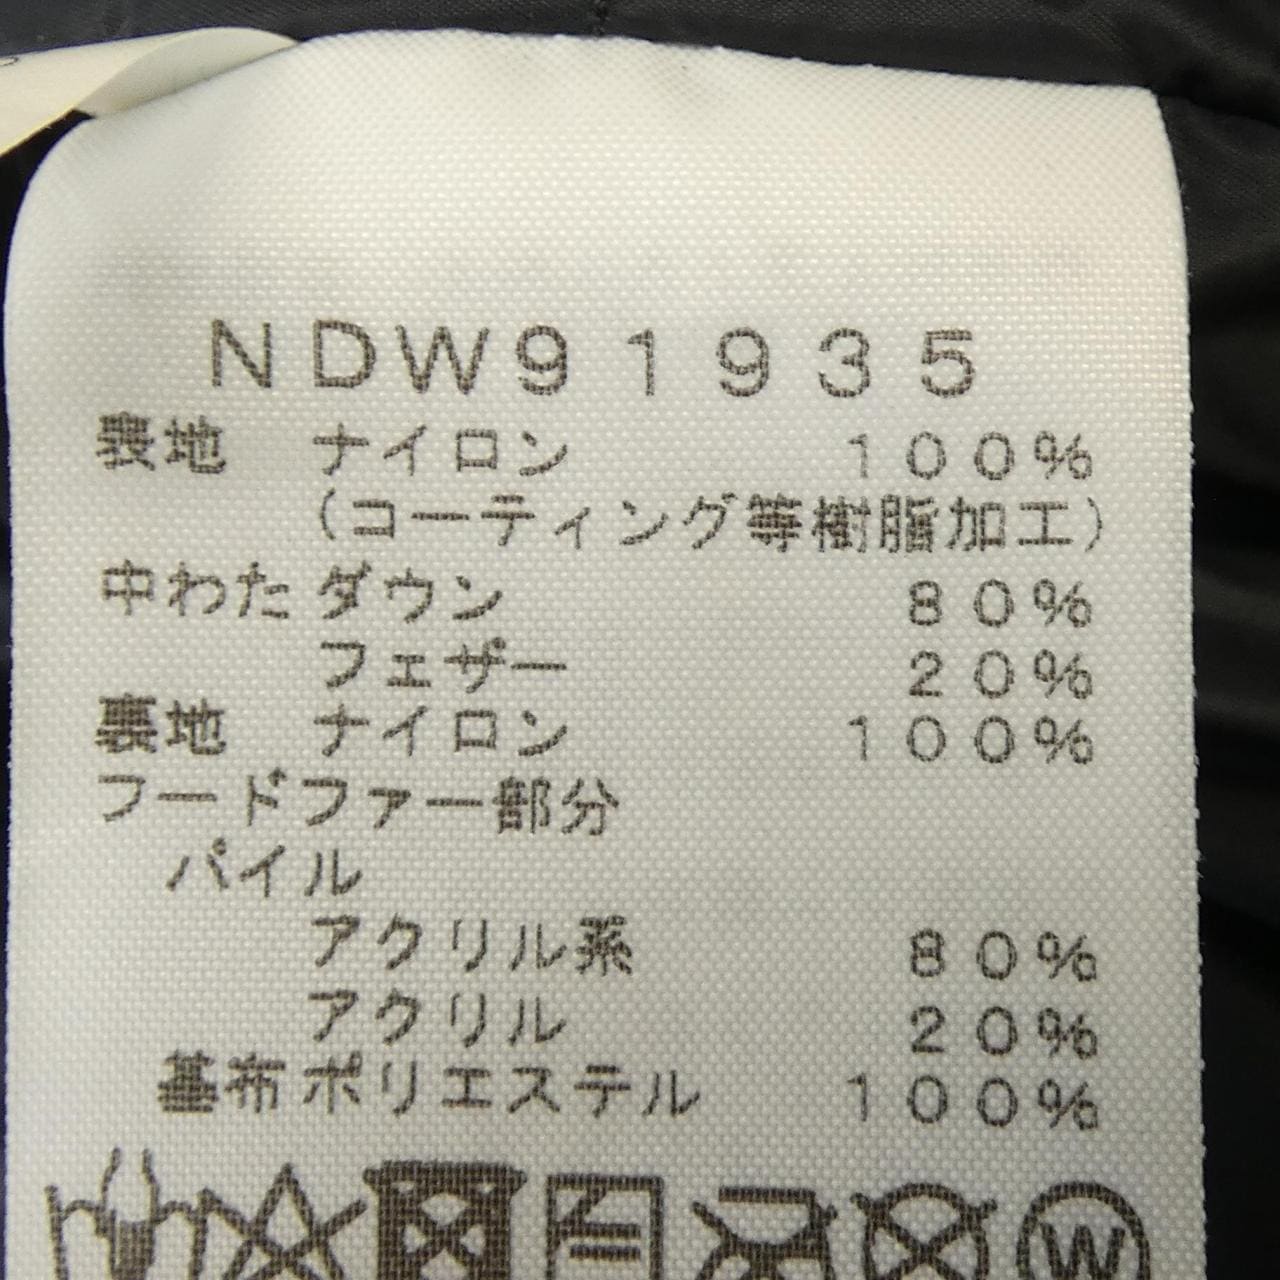 NDW91935
表地 ナイロン 100%
(コーティング等樹脂加工)
中わた ダウン 80%
フェザー 20%
裏地 ナイロン 100%
フードファー部分
パイル
アクリル系 80%
アクリル 20%
基布 ポリエステル 100%
W